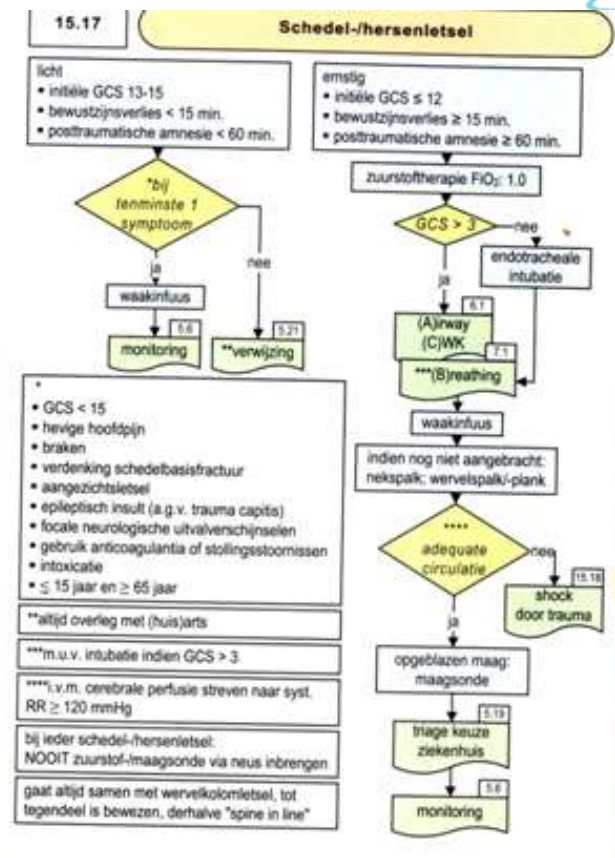 15.17
Schedel-/hersenletsel
licht
• initiële GCS 13-15
• bewustzijnsverlies < 15 min.
• posttraumatische amnesie < 60 min.
*bij
tenminste 1
symptoom
ja
nee
waakinfuus
5.6
monitoring
5.21
**verwijzing
ernstig
• initiële GCS ≤ 12
• bewustzijnsverlies ≥ 15 min.
• posttraumatische amnesie ≥ 60 min.
zuurstoftherapie FiO₂: 1.0
GCS > 3
nee
endotracheale
intubatie
ja
6.1
(A)irway
(C)WK
7.1
***(B)reathing
waakinfuus
indien nog niet aangebracht:
nekspalk; wervelspalk/-plank
****
adequate
circulatie
nee
15.18
shock
door trauma
ja
opgeblazen maag:
maagsonde
5.19
triage keuze
ziekenhuis
5.6
monitoring
*
• GCS < 15
• hevige hoofdpijn
• braken
• verdenking schedelbasisfractuur
• aangezichtsletsel
• epileptisch insult (a.g.v. trauma capitis)
• focale neurologische uitvalverschijnselen
• gebruik anticoagulantia of stollingsstoornissen
• intoxicatie
• ≤ 15 jaar en ≥ 65 jaar
**altijd overleg met (huis)arts
***m.u.v. intubatie indien GCS > 3
****i.v.m. cerebrale perfusie streven naar syst.
RR ≥ 120 mmHg
bij ieder schedel-/hersenletsel:
NOOIT zuurstof-/maagsonde via neus inbrengen
gaat altijd samen met wervelkolomletsel, tot
tegendeel is bewezen, derhalve "spine in line"